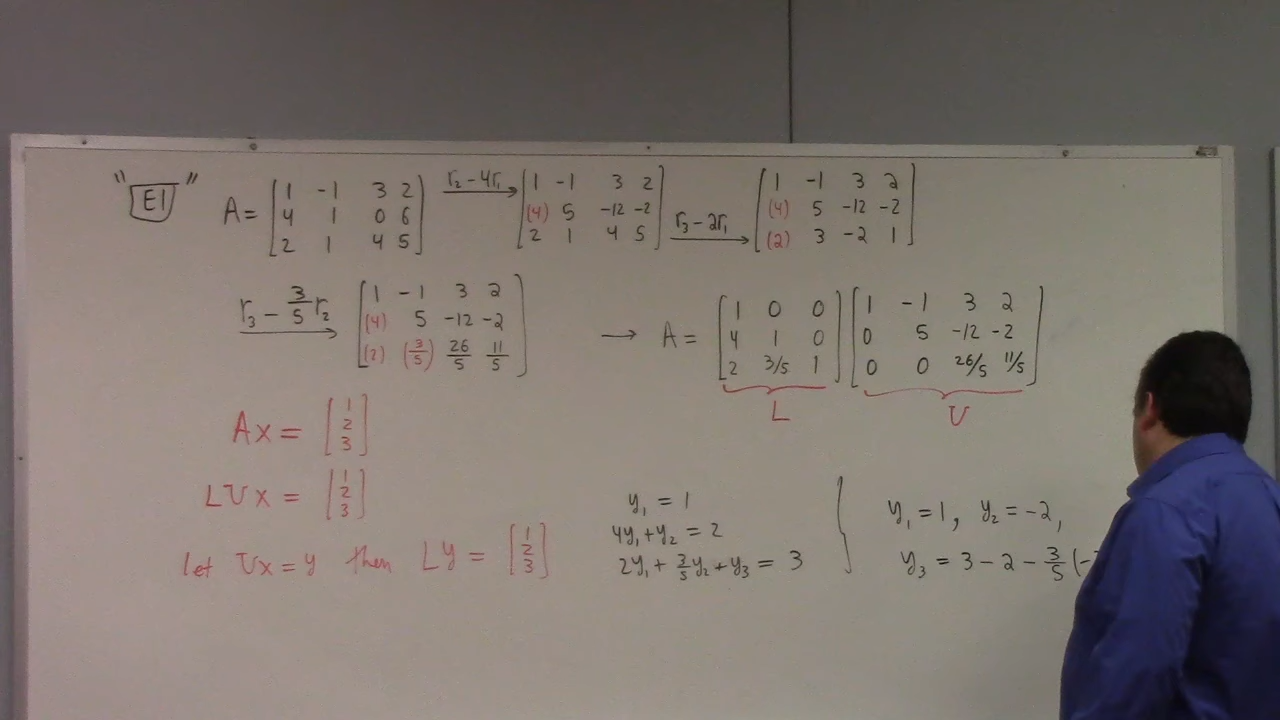 "E1" A = [1 -1 3 2; 4 1 0 6; 2 1 4 5] r₂-4r₁→ [1 -1 3 2; (4) 5 -12 -2; 2 1 4 5] r₃-2r₁→ [1 -1 3 2; (4) 5 -12 -2; (2) 3 -2 1]
r₃ - 3/5 r₂→ [1 -1 3 2; (4) 5 -12 -2; (2) (3/5) 26/5 11/5] → A = [1 0 0; 4 1 0; 2 3/5 1] [1 -1 3 2; 0 5 -12 -2; 0 0 26/5 11/5]
L U
Ax = [1; 2; 3]
LUx = [1; 2; 3]
let Ux = y then Ly = [1; 2; 3]
y₁ = 1
4y₁+y₂ = 2
2y₁ + 3/5 y₂ + y₃ = 3
y₁ = 1, y₂ = -2,
y₃ = 3 - 2 - 3/5 (-